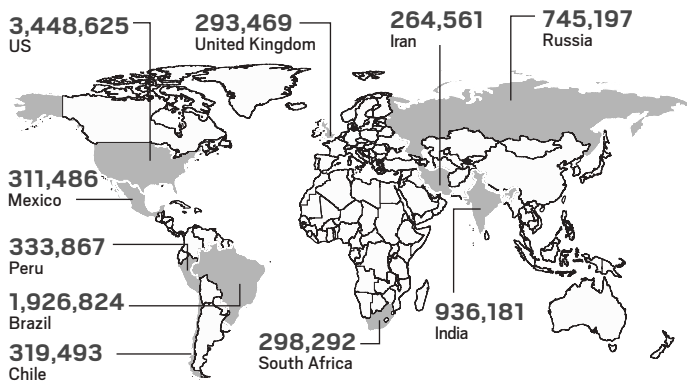 3,448,625
US
293,469
United Kingdom
264,561
Iran
745,197
Russia
311,486
Mexico
333,867
Peru
1,926,824
Brazil
319,493
Chile
298,292
South Africa
936,181
India